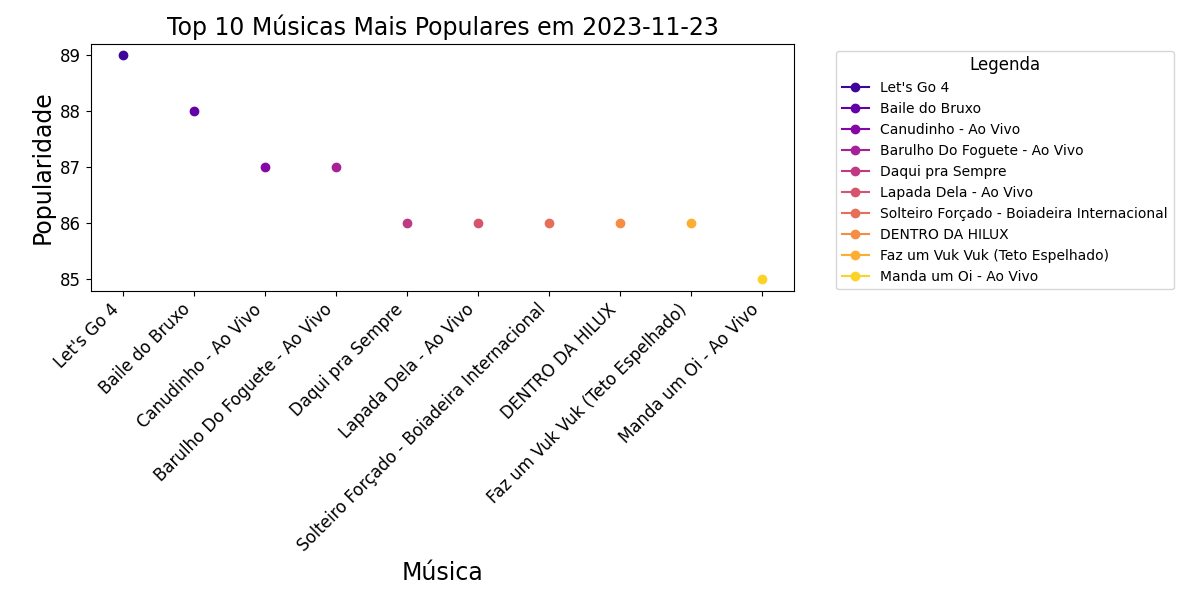 Top 10 Músicas Mais Populares em 2023-11-23
Popularidade
89
88
87
86
85
Let's Go 4
Baile do Bruxo
Canudinho - Ao Vivo
Barulho Do Foguete - Ao Vivo
Daqui pra Sempre
Lapada Dela - Ao Vivo
Solteiro Forçado - Boiadeira Internacional
DENTRO DA HILUX
Faz um Vuk Vuk (Teto Espelhado)
Manda um Oi - Ao Vivo
Música
Legenda
Let's Go 4
Baile do Bruxo
Canudinho - Ao Vivo
Barulho Do Foguete - Ao Vivo
Daqui pra Sempre
Lapada Dela - Ao Vivo
Solteiro Forçado - Boiadeira Internacional
DENTRO DA HILUX
Faz um Vuk Vuk (Teto Espelhado)
Manda um Oi - Ao Vivo